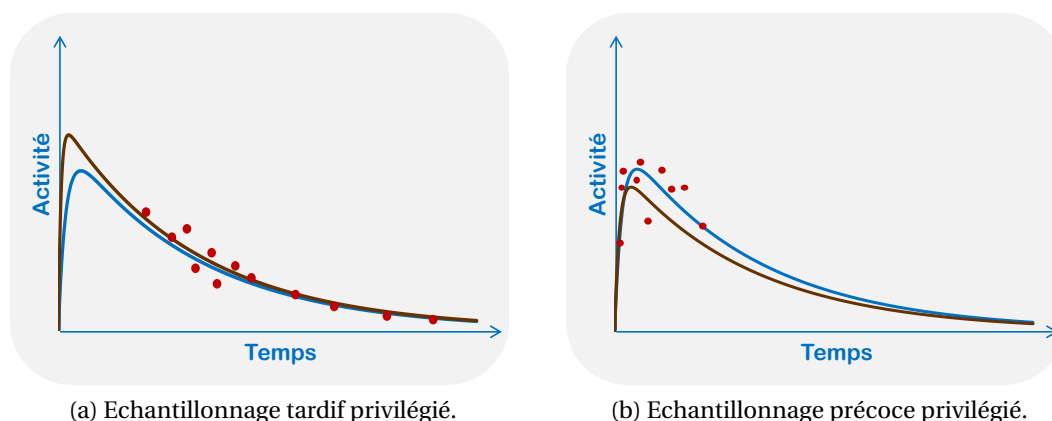 Activité
Temps
(a) Echantillonnage tardif privilégié.
Activité
Temps
(b) Echantillonnage précoce privilégié.